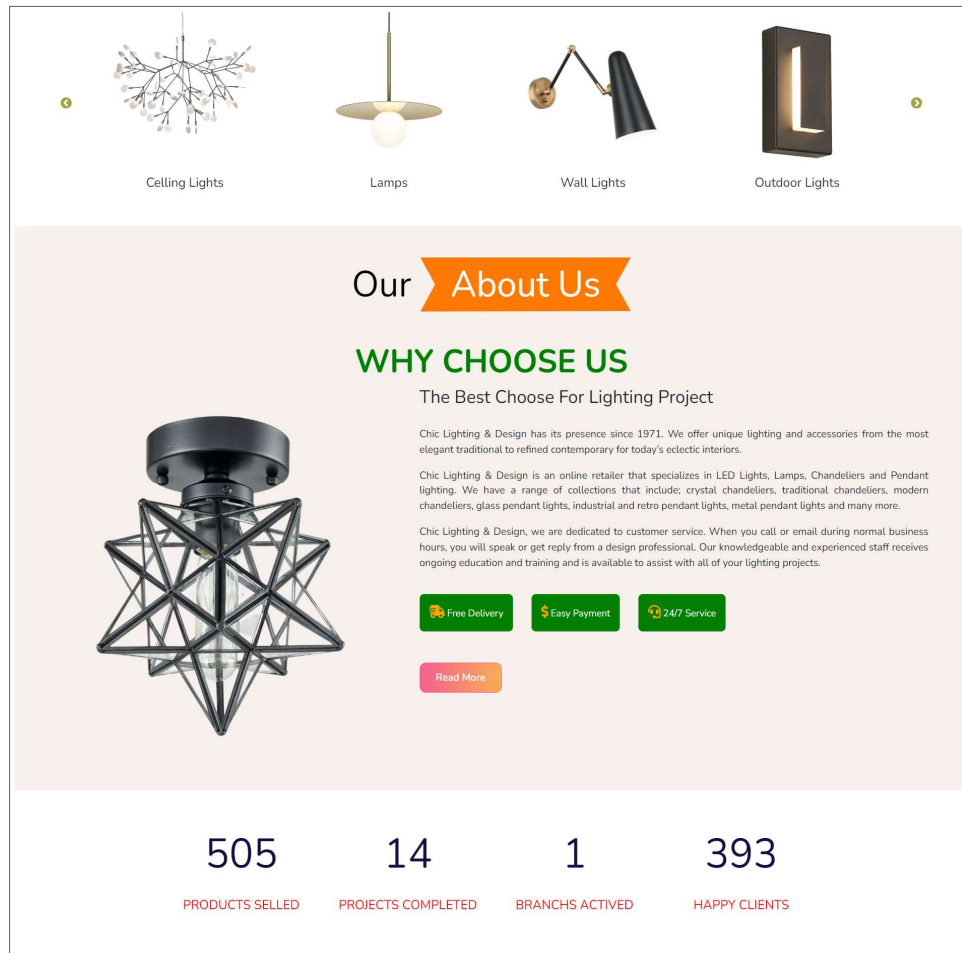 Celling Lights
Lamps
Wall Lights
Outdoor Lights
Our About Us
WHY CHOOSE US
The Best Choose For Lighting Project
Chic Lighting & Design has its presence since 1971. We offer unique lighting and accessories from the most
elegant traditional to refined contemporary for today's eclectic interiors.
Chic Lighting & Design is an online retailer that specializes in LED Lights, Lamps, Chandeliers and Pendant
lighting. We have a range of collections that include; crystal chandeliers, traditional chandeliers, modern
chandeliers, glass pendant lights, industrial and retro pendant lights, metal pendant lights and many more.
Chic Lighting & Design, we are dedicated to customer service. When you call or email during normal business
hours, you will speak or get reply from a design professional. Our knowledgeable and experienced staff receives
ongoing education and training and is available to assist with all of your lighting projects.
Free Delivery
$ Easy Payment
24/7 Service
Read More
505
14
1
393
PRODUCTS SELLED
PROJECTS COMPLETED
BRANCHS ACTIVED
HAPPY CLIENTS